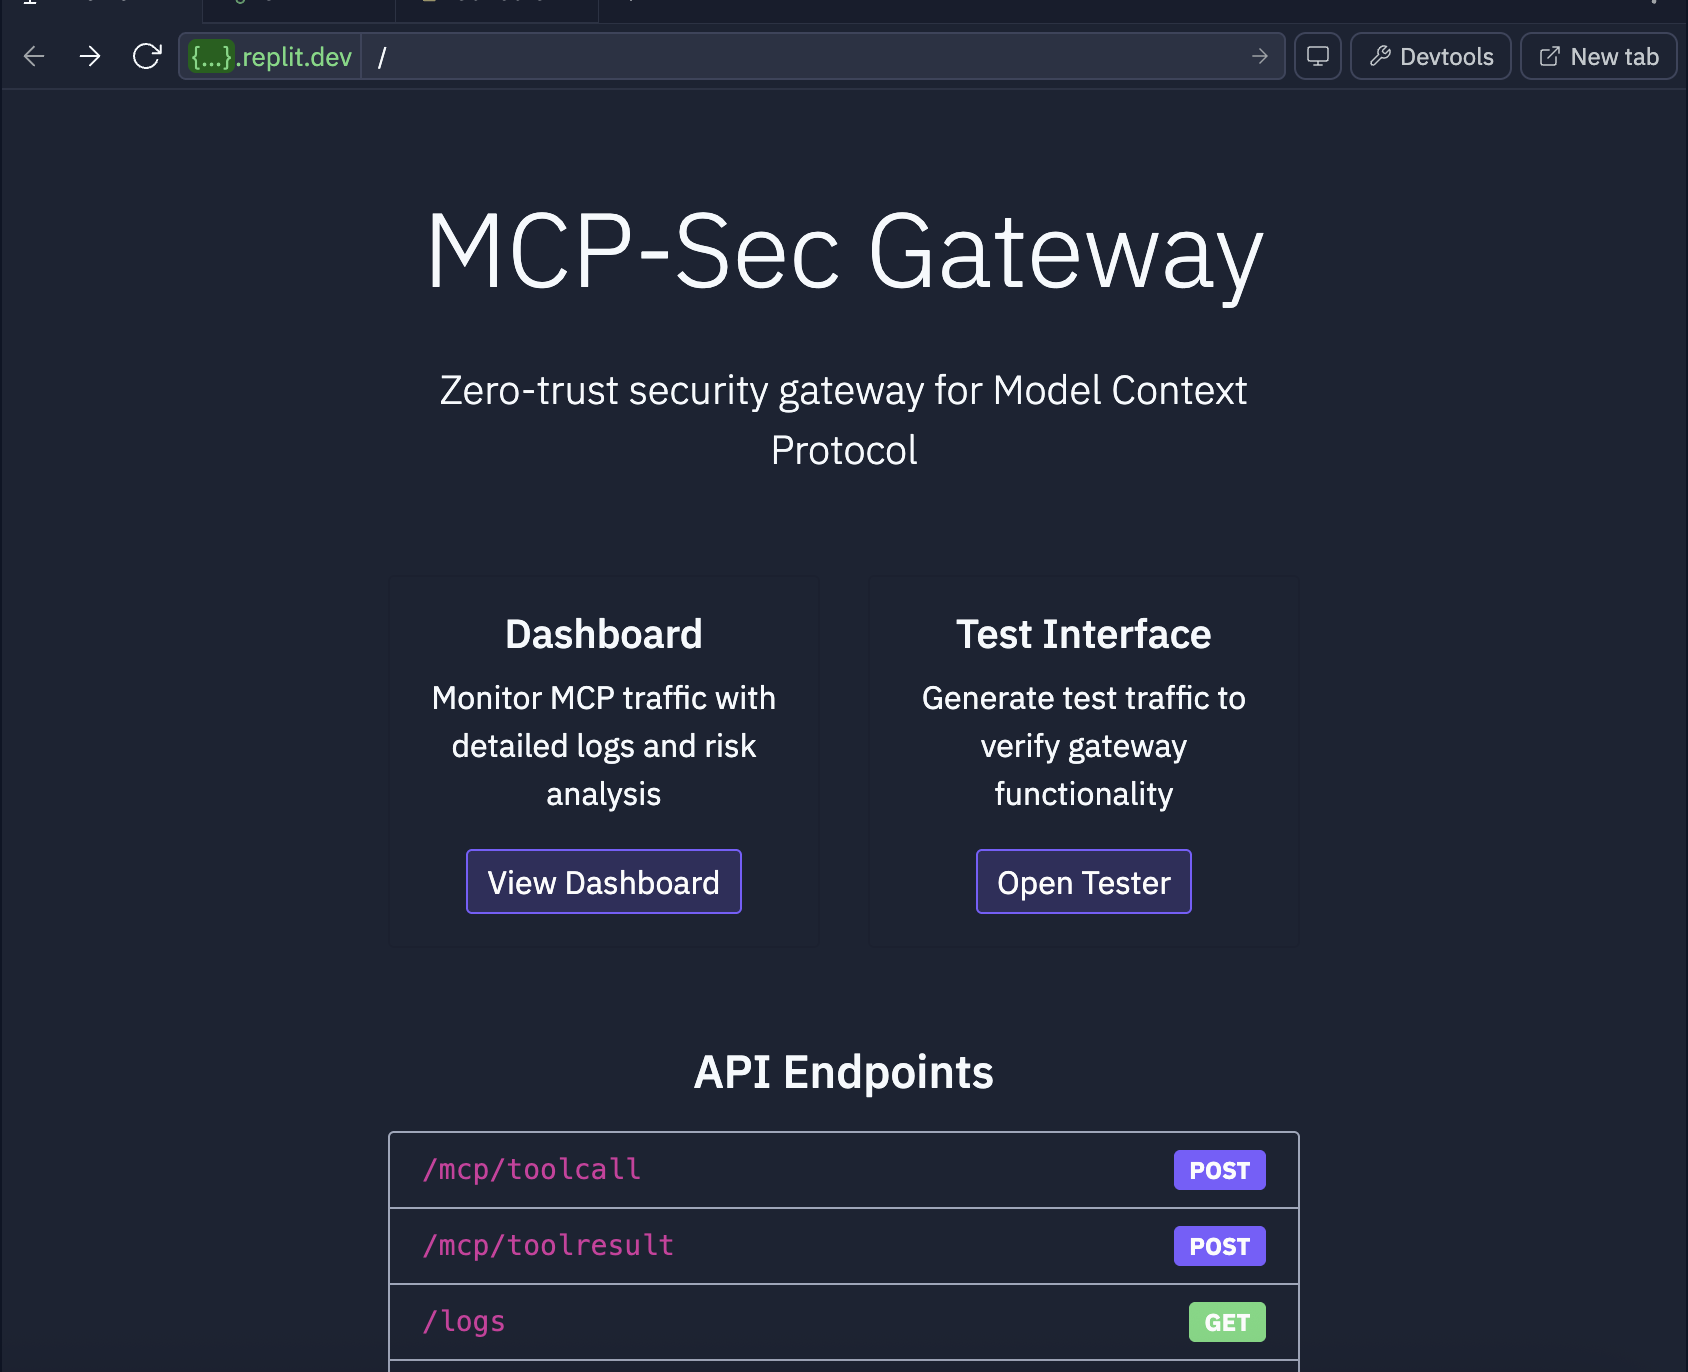 {...}.replit.dev
/
Devtools
New tab
MCP-Sec Gateway
Zero-trust security gateway for Model Context
Protocol
Dashboard
Monitor MCP traffic with
detailed logs and risk
analysis
View Dashboard
Test Interface
Generate test traffic to
verify gateway
functionality
Open Tester
API Endpoints
/mcp/toolcall
POST
/mcp/toolresult
POST
/logs
GET